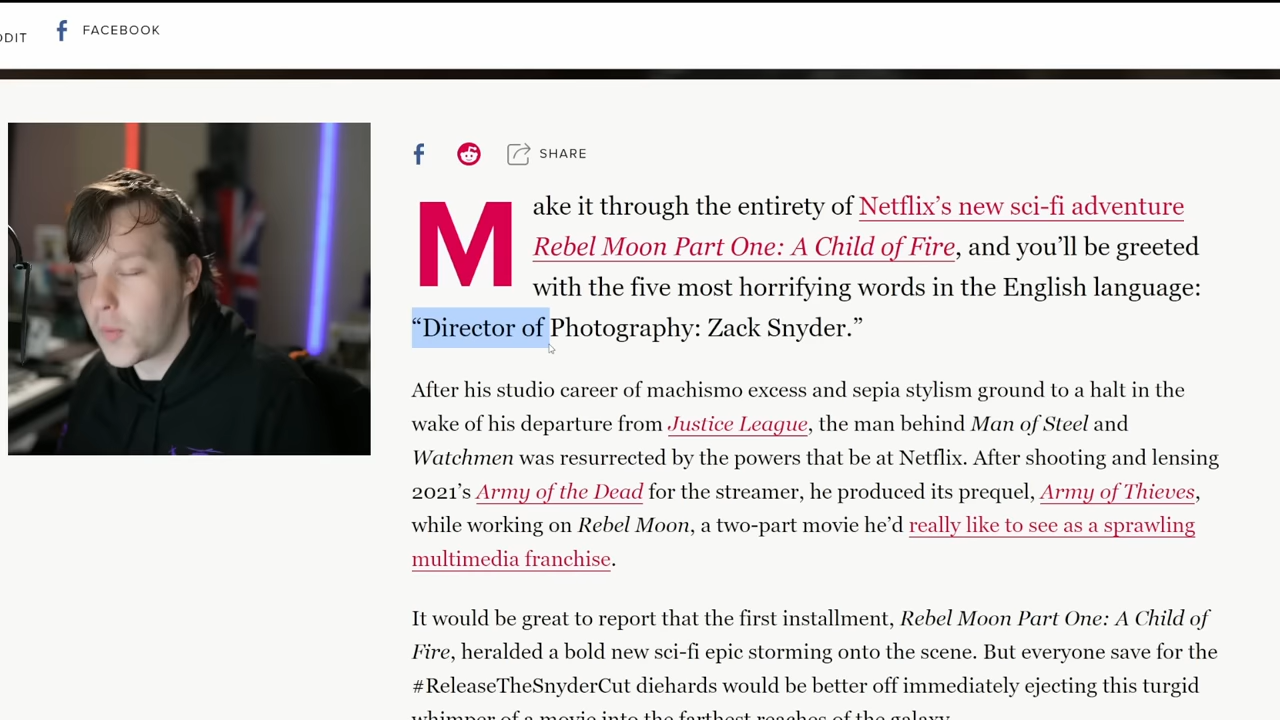 DDIT
FACEBOOK
SHARE
Make it through the entirety of Netflix’s new sci-fi adventure
Rebel Moon Part One: A Child of Fire, and you’ll be greeted
with the five most horrifying words in the English language:
“Director of Photography: Zack Snyder.”
After his studio career of machismo excess and sepia stylism ground to a halt in the
wake of his departure from Justice League, the man behind Man of Steel and
Watchmen was resurrected by the powers that be at Netflix. After shooting and lensing
2021’s Army of the Dead for the streamer, he produced its prequel, Army of Thieves,
while working on Rebel Moon, a two-part movie he’d really like to see as a sprawling
multimedia franchise.
It would be great to report that the first installment, Rebel Moon Part One: A Child of
Fire, heralded a bold new sci-fi epic storming onto the scene. But everyone save for the
#ReleaseTheSnyderCut diehards would be better off immediately ejecting this turgid
whimper of a movie into the farthest reaches of the galaxy.